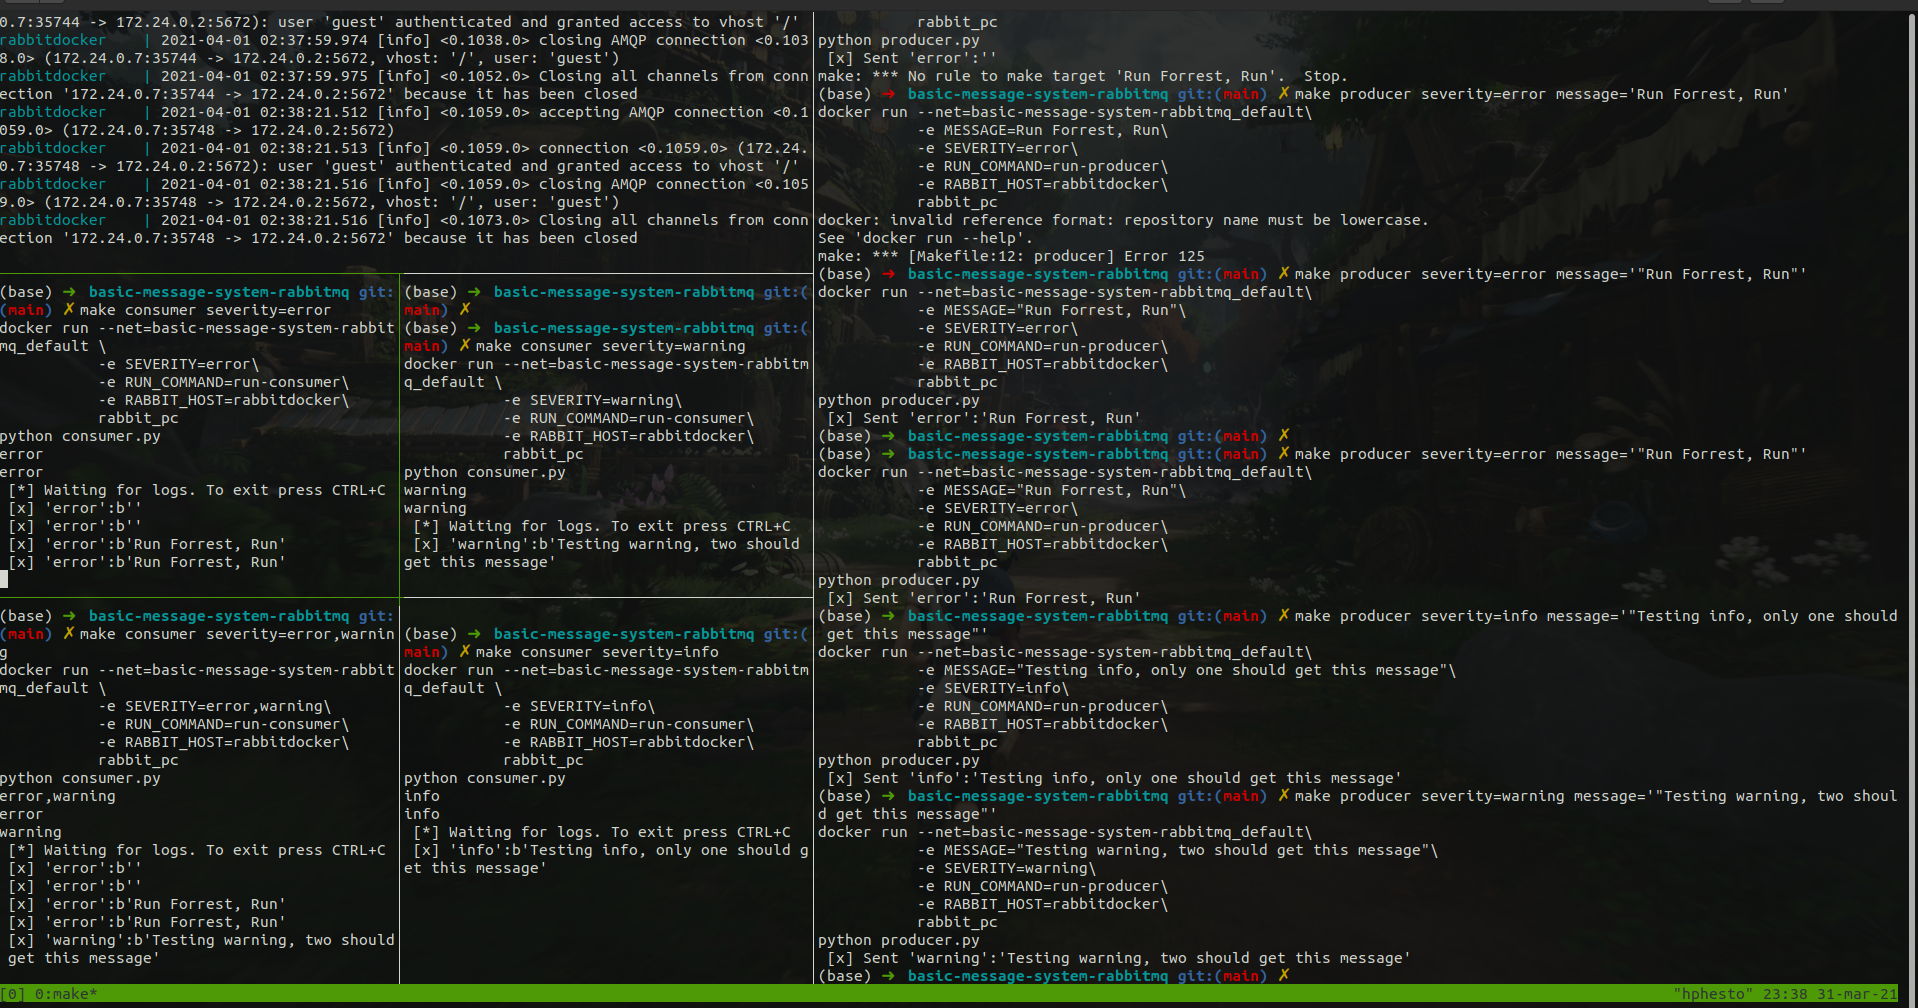 0.7:35744 -> 172.24.0.2:5672): user 'guest' authenticated and granted access to vhost '/'
rabbitdocker    | 2021-04-01 02:37:59.974 [info] <0.1038.0> closing AMQP connection <0.103
8.0> (172.24.0.7:35744 -> 172.24.0.2:5672, vhost: '/', user: 'guest')
rabbitdocker    | 2021-04-01 02:37:59.975 [info] <0.1052.0> Closing all channels from conn
ection '172.24.0.7:35744 -> 172.24.0.2:5672' because it has been closed
rabbitdocker    | 2021-04-01 02:38:21.512 [info] <0.1059.0> accepting AMQP connection <0.1
059.0> (172.24.0.7:35748 -> 172.24.0.2:5672)
rabbitdocker    | 2021-04-01 02:38:21.513 [info] <0.1059.0> connection <0.1059.0> (172.24.
0.7:35748 -> 172.24.0.2:5672): user 'guest' authenticated and granted access to vhost '/'
rabbitdocker    | 2021-04-01 02:38:21.516 [info] <0.1059.0> closing AMQP connection <0.105
9.0> (172.24.0.7:35748 -> 172.24.0.2:5672, vhost: '/', user: 'guest')
rabbitdocker    | 2021-04-01 02:38:21.516 [info] <0.1073.0> Closing all channels from conn
ection '172.24.0.7:35748 -> 172.24.0.2:5672' because it has been closed
(base) ➜  basic-message-system-rabbitmq git:
(main) ✗ make consumer severity=error
docker run --net=basic-message-system-rabbit
mq_default \
           -e SEVERITY=error\
           -e RUN_COMMAND=run-consumer\
           -e RABBIT_HOST=rabbitdocker\
           rabbit_pc
python consumer.py
error
error
 [*] Waiting for logs. To exit press CTRL+C
 [x] 'error':b''
 [x] 'error':b''
 [x] 'error':b'Run Forrest, Run'
 [x] 'error':b'Run Forrest, Run'
(base) ➜  basic-message-system-rabbitmq git:(
main) ✗
(base) ➜  basic-message-system-rabbitmq git:(
main) ✗ make consumer severity=warning
docker run --net=basic-message-system-rabbitm
q_default \
           -e SEVERITY=warning\
           -e RUN_COMMAND=run-consumer\
           -e RABBIT_HOST=rabbitdocker\
           rabbit_pc
python consumer.py
warning
warning
 [*] Waiting for logs. To exit press CTRL+C
 [x] 'warning':b'Testing warning, two should 
get this message'
(base) ➜  basic-message-system-rabbitmq git:
(main) ✗ make consumer severity=error,warnin
g
docker run --net=basic-message-system-rabbit
mq_default \
           -e SEVERITY=error,warning\
           -e RUN_COMMAND=run-consumer\
           -e RABBIT_HOST=rabbitdocker\
           rabbit_pc
python consumer.py
error,warning
error
warning
 [*] Waiting for logs. To exit press CTRL+C
 [x] 'error':b''
 [x] 'error':b''
 [x] 'error':b'Run Forrest, Run'
 [x] 'error':b'Run Forrest, Run'
 [x] 'warning':b'Testing warning, two should
 get this message'
(base) ➜  basic-message-system-rabbitmq git:(
main) ✗ make consumer severity=info
docker run --net=basic-message-system-rabbitm
q_default \
           -e SEVERITY=info\
           -e RUN_COMMAND=run-consumer\
           -e RABBIT_HOST=rabbitdocker\
           rabbit_pc
python consumer.py
info
info
 [*] Waiting for logs. To exit press CTRL+C
 [x] 'info':b'Testing info, only one should g
et this message'
           rabbit_pc
python producer.py
 [x] Sent 'error':''
make: *** No rule to make target 'Run Forrest, Run'.  Stop.
(base) ➜  basic-message-system-rabbitmq git:(main) ✗ make producer severity=error message='Run Forrest, Run'
docker run --net=basic-message-system-rabbitmq_default\
           -e MESSAGE=Run Forrest, Run\
           -e SEVERITY=error\
           -e RUN_COMMAND=run-producer\
           -e RABBIT_HOST=rabbitdocker\
           rabbit_pc
docker: invalid reference format: repository name must be lowercase.
See 'docker run --help'.
make: *** [Makefile:12: producer] Error 125
(base) ➜  basic-message-system-rabbitmq git:(main) ✗ make producer severity=error message='"Run Forrest, Run"'
docker run --net=basic-message-system-rabbitmq_default\
           -e MESSAGE="Run Forrest, Run"\
           -e SEVERITY=error\
           -e RUN_COMMAND=run-producer\
           -e RABBIT_HOST=rabbitdocker\
           rabbit_pc
python producer.py
 [x] Sent 'error':'Run Forrest, Run'
(base) ➜  basic-message-system-rabbitmq git:(main) ✗
(base) ➜  basic-message-system-rabbitmq git:(main) ✗ make producer severity=error message='"Run Forrest, Run"'
docker run --net=basic-message-system-rabbitmq_default\
           -e MESSAGE="Run Forrest, Run"\
           -e SEVERITY=error\
           -e RUN_COMMAND=run-producer\
           -e RABBIT_HOST=rabbitdocker\
           rabbit_pc
python producer.py
 [x] Sent 'error':'Run Forrest, Run'
(base) ➜  basic-message-system-rabbitmq git:(main) ✗ make producer severity=info message='"Testing info, only one should
 get this message"'
docker run --net=basic-message-system-rabbitmq_default\
           -e MESSAGE="Testing info, only one should get this message"\
           -e SEVERITY=info\
           -e RUN_COMMAND=run-producer\
           -e RABBIT_HOST=rabbitdocker\
           rabbit_pc
python producer.py
 [x] Sent 'info':'Testing info, only one should get this message'
(base) ➜  basic-message-system-rabbitmq git:(main) ✗ make producer severity=warning message='"Testing warning, two shoul
d get this message"'
docker run --net=basic-message-system-rabbitmq_default\
           -e MESSAGE="Testing warning, two should get this message"\
           -e SEVERITY=warning\
           -e RUN_COMMAND=run-producer\
           -e RABBIT_HOST=rabbitdocker\
           rabbit_pc
python producer.py
 [x] Sent 'warning':'Testing warning, two should get this message'
(base) ➜  basic-message-system-rabbitmq git:(main) ✗
[0] 0:make* "hphesto" 23:38 31-mar-21